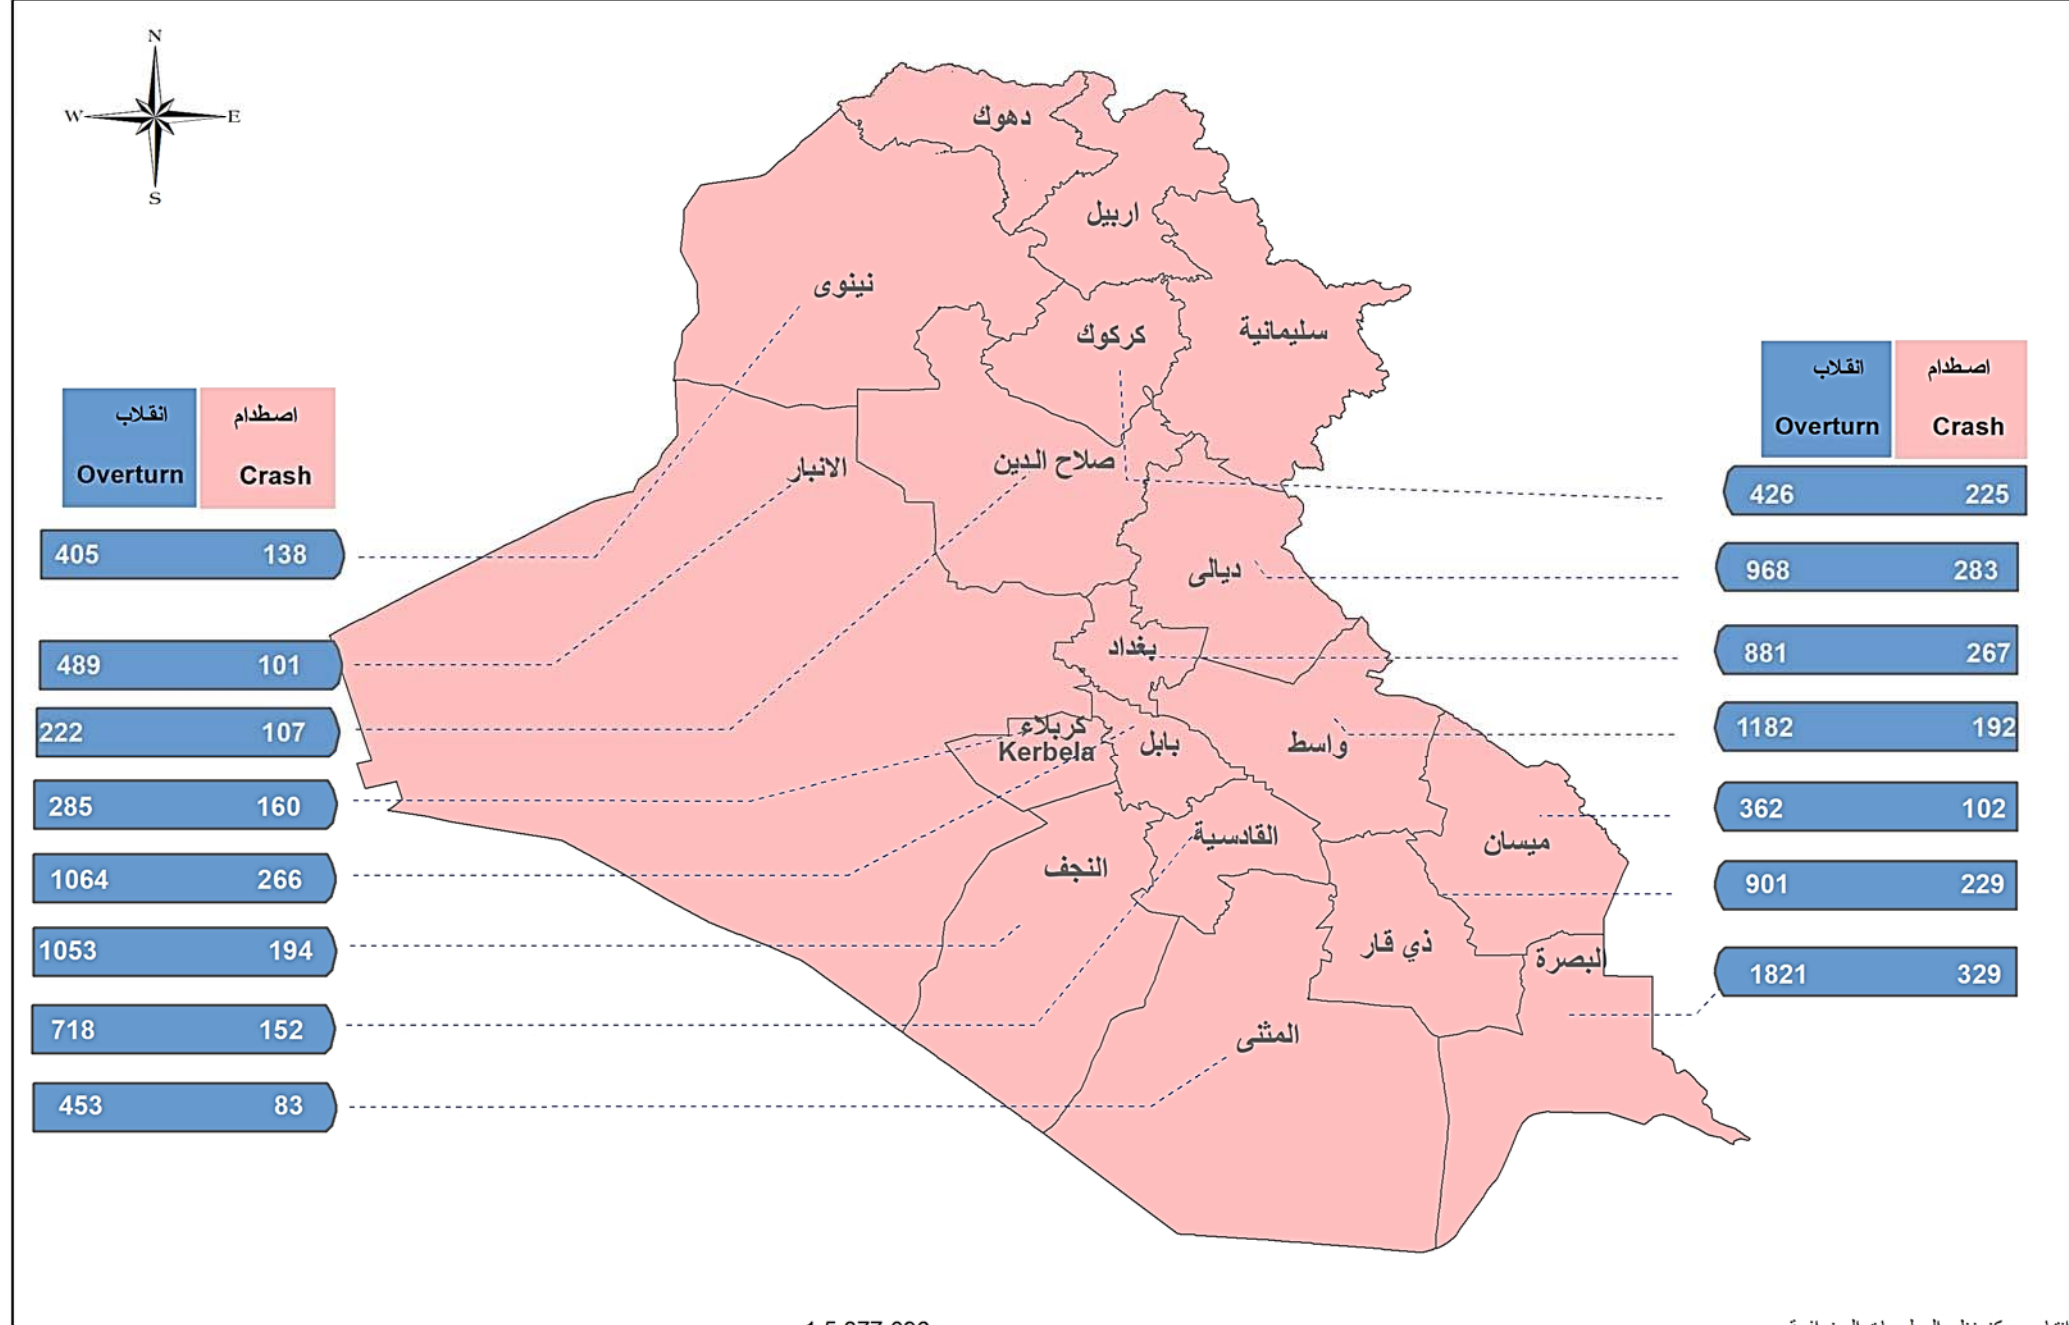 N
W
E
S
دهوك
اربيل
نينوى
كركوك
سليمانية
صلاح الدين
الانبار
ديالى
بغداد
كربلاء
Kerbela
بابل
واسط
القادسية
النجف
ميسان
ذي قار
البصرة
المثنى
انقلاب اصطدام
Overturn Crash
405 138
489 101
222 107
285 160
1064 266
1053 194
718 152
453 83
انقلاب اصطدام
Overturn Crash
426 225
968 283
881 267
1182 192
362 102
901 229
1821 329